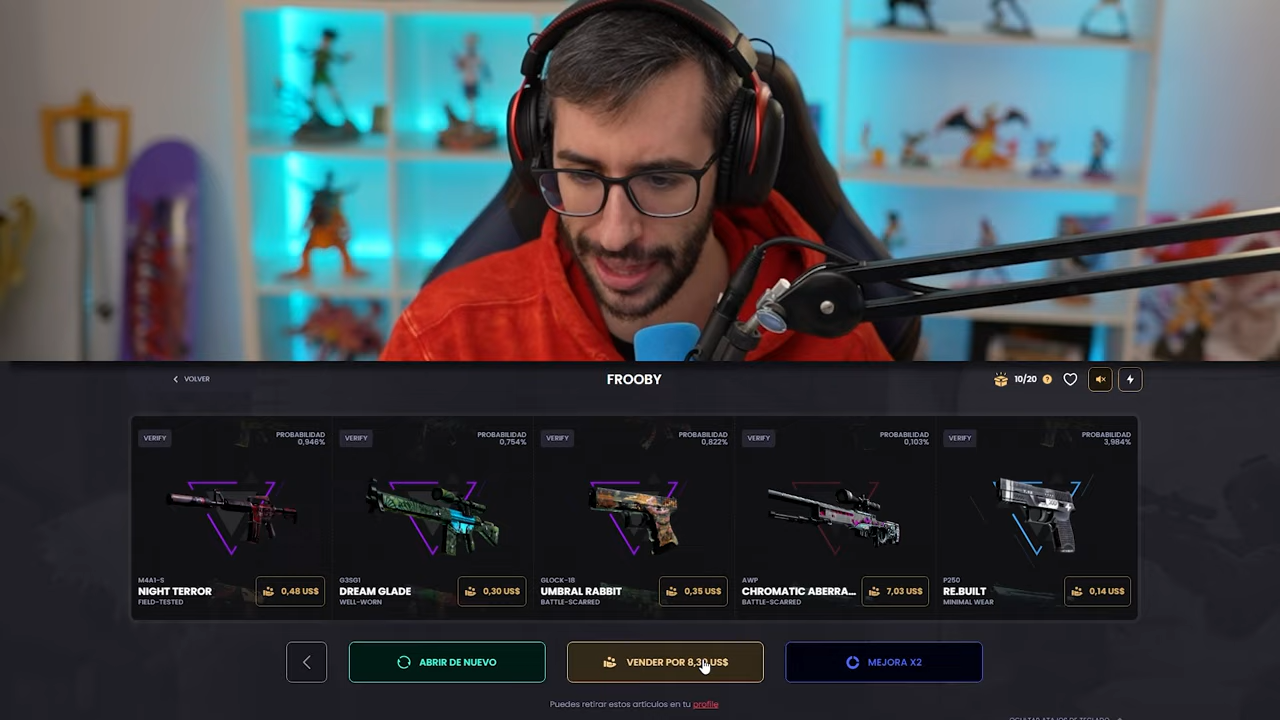 VOLVER
FROOBY
10/20
?
VERIFY
PROBABILIDAD
0,946%
M4A1-S
NIGHT TERROR
FIELD-TESTED
0,48 US$
VERIFY
PROBABILIDAD
0,754%
G3SG1
DREAM GLADE
WELL-WORN
0,30 US$
VERIFY
PROBABILIDAD
0,822%
GLOCK-18
UMBRAL RABBIT
BATTLE-SCARRED
0,35 US$
VERIFY
PROBABILIDAD
0,103%
AWP
CHROMATIC ABERRA...
BATTLE-SCARRED
7,03 US$
VERIFY
PROBABILIDAD
3,984%
P250
RE.BUILT
MINIMAL WEAR
0,14 US$
ABRIR DE NUEVO
VENDER POR 8,30 US$
MEJORA X2
Puedes retirar estos artículos en tu profile